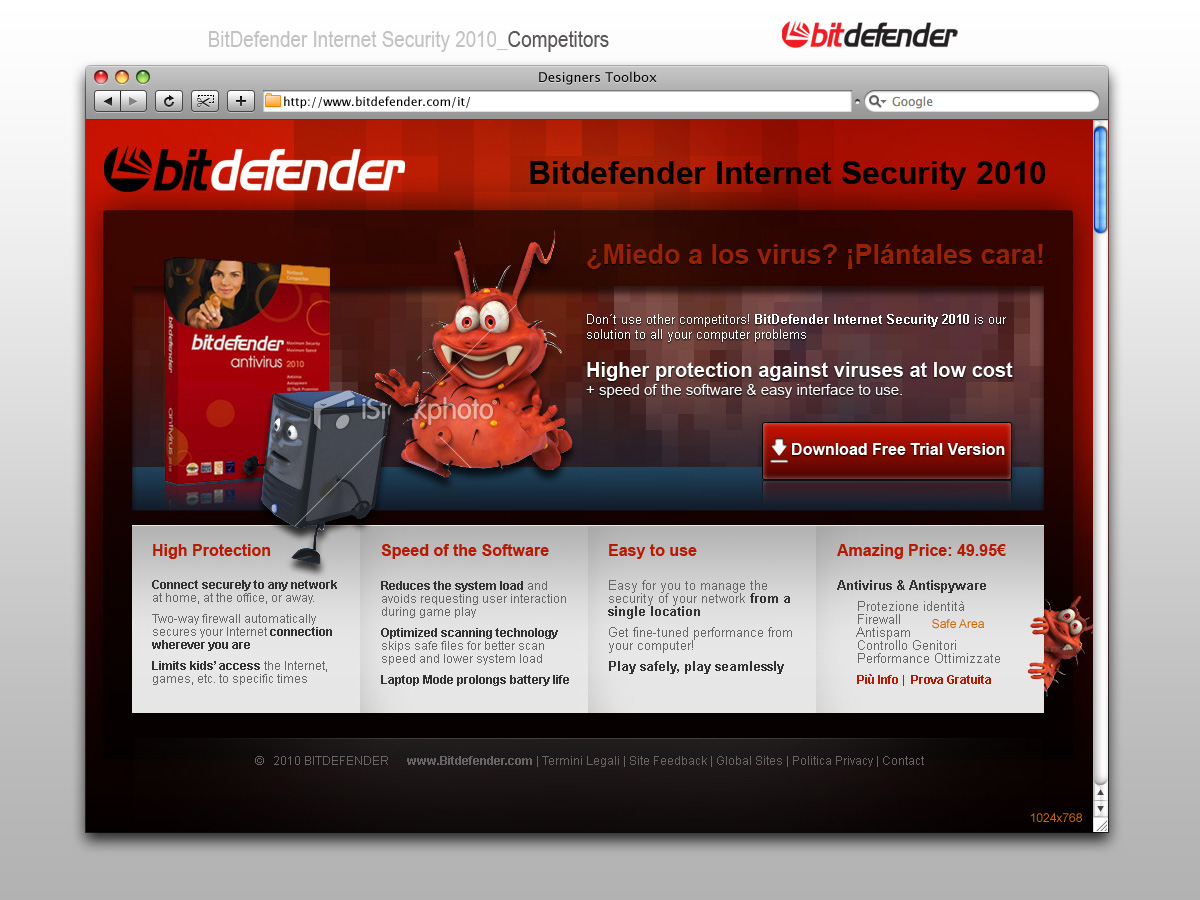 BitDefender Internet Security 2010_Competitors
bitdefender
Designers Toolbox
http://www.bitdefender.com/it/
Google
bitdefender
Bitdefender Internet Security 2010
¿Miedo a los virus? ¡Plántales cara!
bitdefender
antivirus 2010
Maximum Security
Maximum Speed
Antivirus
Antispyware
bitdefender
antivirus 2010
iStockphoto
Don´t use other competitors! BitDefender Internet Security 2010 is our
solution to all your computer problems
Higher protection against viruses at low cost
+ speed of the software & easy interface to use.
Download Free Trial Version
High Protection
Connect securely to any network
at home, at the office, or away.
Two-way firewall automatically
secures your Internet connection
wherever you are
Limits kids' access the Internet,
games, etc. to specific times
Speed of the Software
Reduces the system load and
avoids requesting user interaction
during game play
Optimized scanning technology
skips safe files for better scan
speed and lower system load
Laptop Mode prolongs battery life
Easy to use
Easy for you to manage the
security of your network from a
single location
Get fine-tuned performance from
your computer!
Play safely, play seamlessly
Amazing Price: 49.95€
Antivirus & Antispyware
Protezione identità
Firewall
Safe Area
Antispam
Controllo Genitori
Performance Ottimizzate
Più Info | Prova Gratuita
© 2010 BITDEFENDER www.Bitdefender.com | Termini Legali | Site Feedback | Global Sites | Politica Privacy | Contact
1024x768